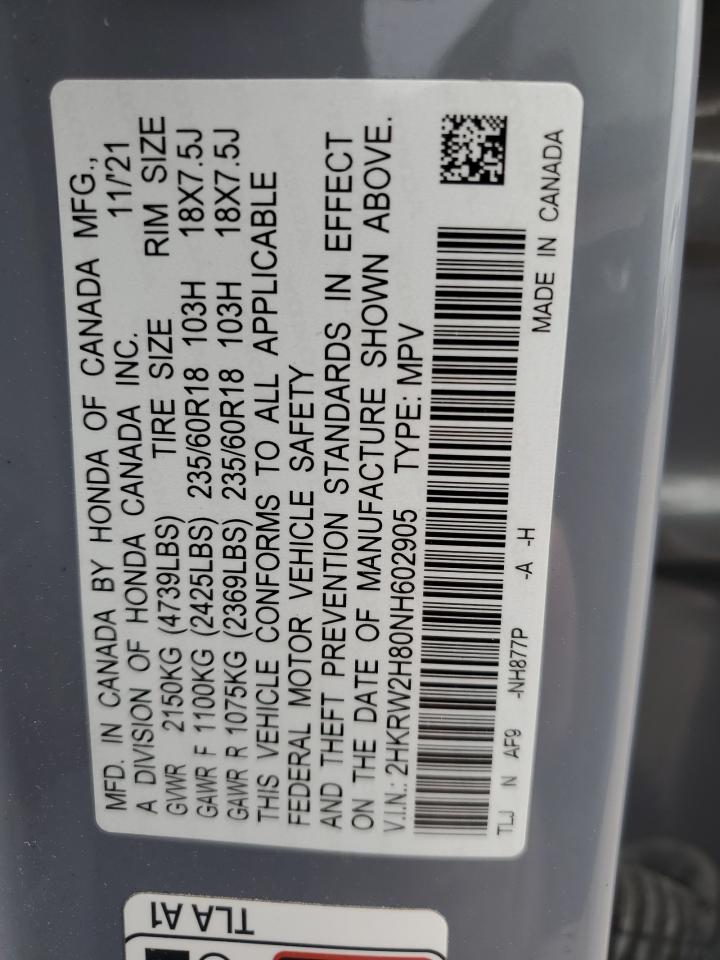 MFD. IN CANADA BY HONDA OF CANADA MFG.,
A DIVISION OF HONDA CANADA INC. 11/'21
GVWR 2150KG (4739LBS) TIRE SIZE RIM SIZE
GAWR F 1100KG (2425LBS) 235/60R18 103H 18X7.5J
GAWR R 1075KG (2369LBS) 235/60R18 103H 18X7.5J
THIS VEHICLE CONFORMS TO ALL APPLICABLE
FEDERAL MOTOR VEHICLE SAFETY
AND THEFT PREVENTION STANDARDS IN EFFECT
ON THE DATE OF MANUFACTURE SHOWN ABOVE.
V.I.N.: 2HKRW2H80NH602905 TYPE: MPV
TLJ N AF9 -NH877P -A -H
MADE IN CANADA
TLA A1